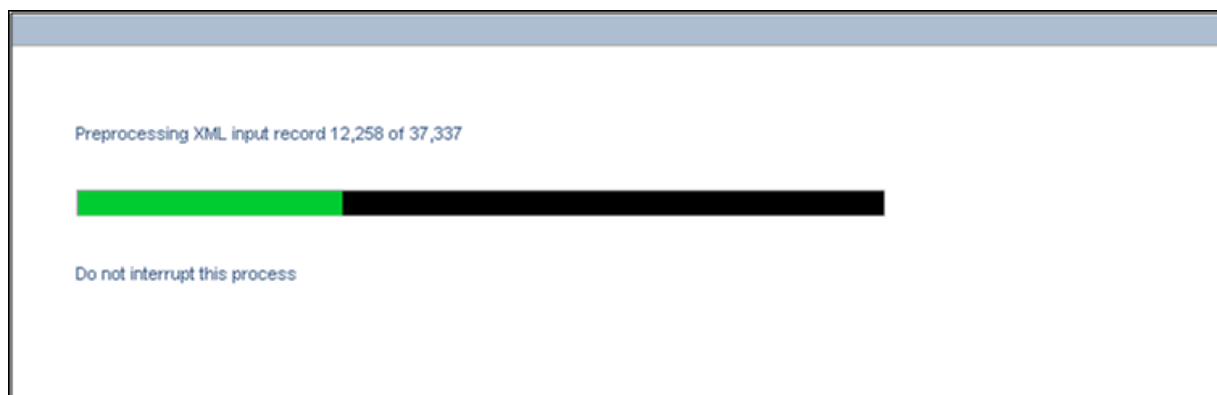 Preprocessing XML input record 12,258 of 37,337
Do not interrupt this process